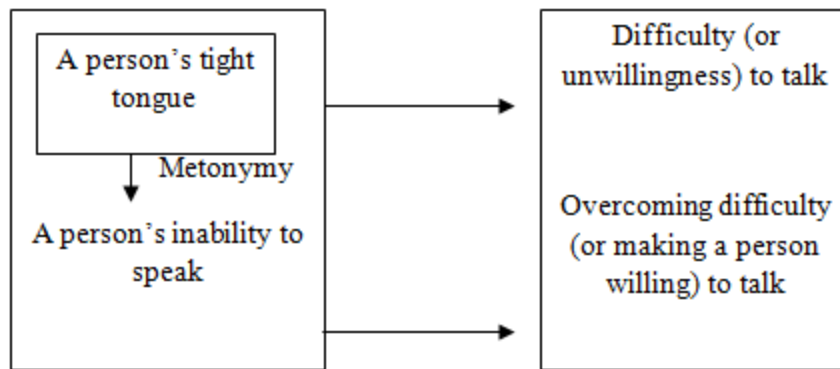 A person's tight
tongue
Metonymy
A person's inability to
speak
Difficulty (or
unwillingness) to talk
Overcoming difficulty
(or making a person
willing) to talk